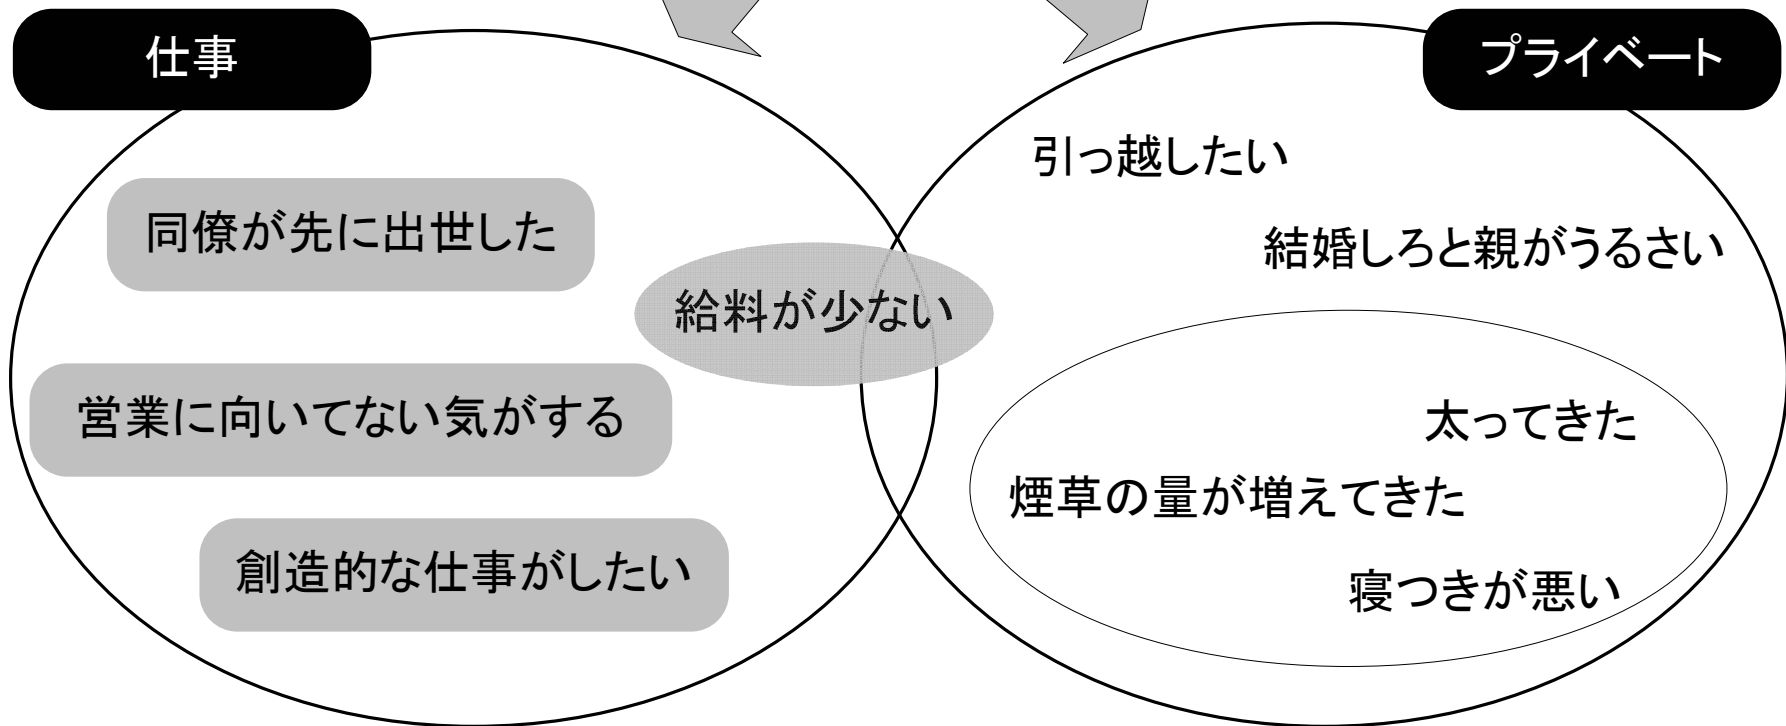 仕事
プライベート
引っ越したい
同僚が先に出世した
結婚しろと親がうるさい
給料が少ない
営業に向いてない気がする
太ってきた
煙草の量が増えてきた
創造的な仕事がしたい
寝つきが悪い